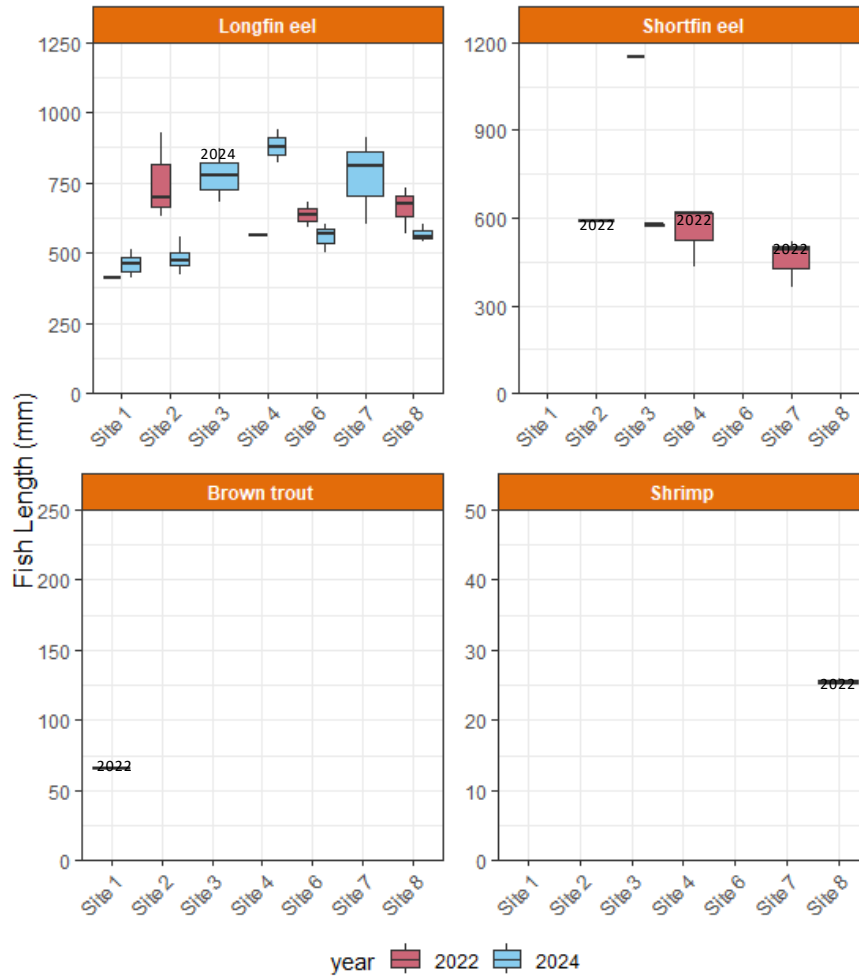 Longfin eel
Shortfin eel
1250
1000
750
500
250
0
2024
Site 1
Site 2
Site 3
Site 4
Site 6
Site 7
Site 8
1200
900
600
300
0
2022
2022
2022
Site 1
Site 2
Site 3
Site 4
Site 6
Site 7
Site 8
Fish Length (mm)
Brown trout
Shrimp
250
200
150
100
50
0
2022
Site 1
Site 2
Site 3
Site 4
Site 6
Site 7
Site 8
50
40
30
20
10
0
2022
Site 1
Site 2
Site 3
Site 4
Site 6
Site 7
Site 8
year 2022 2024